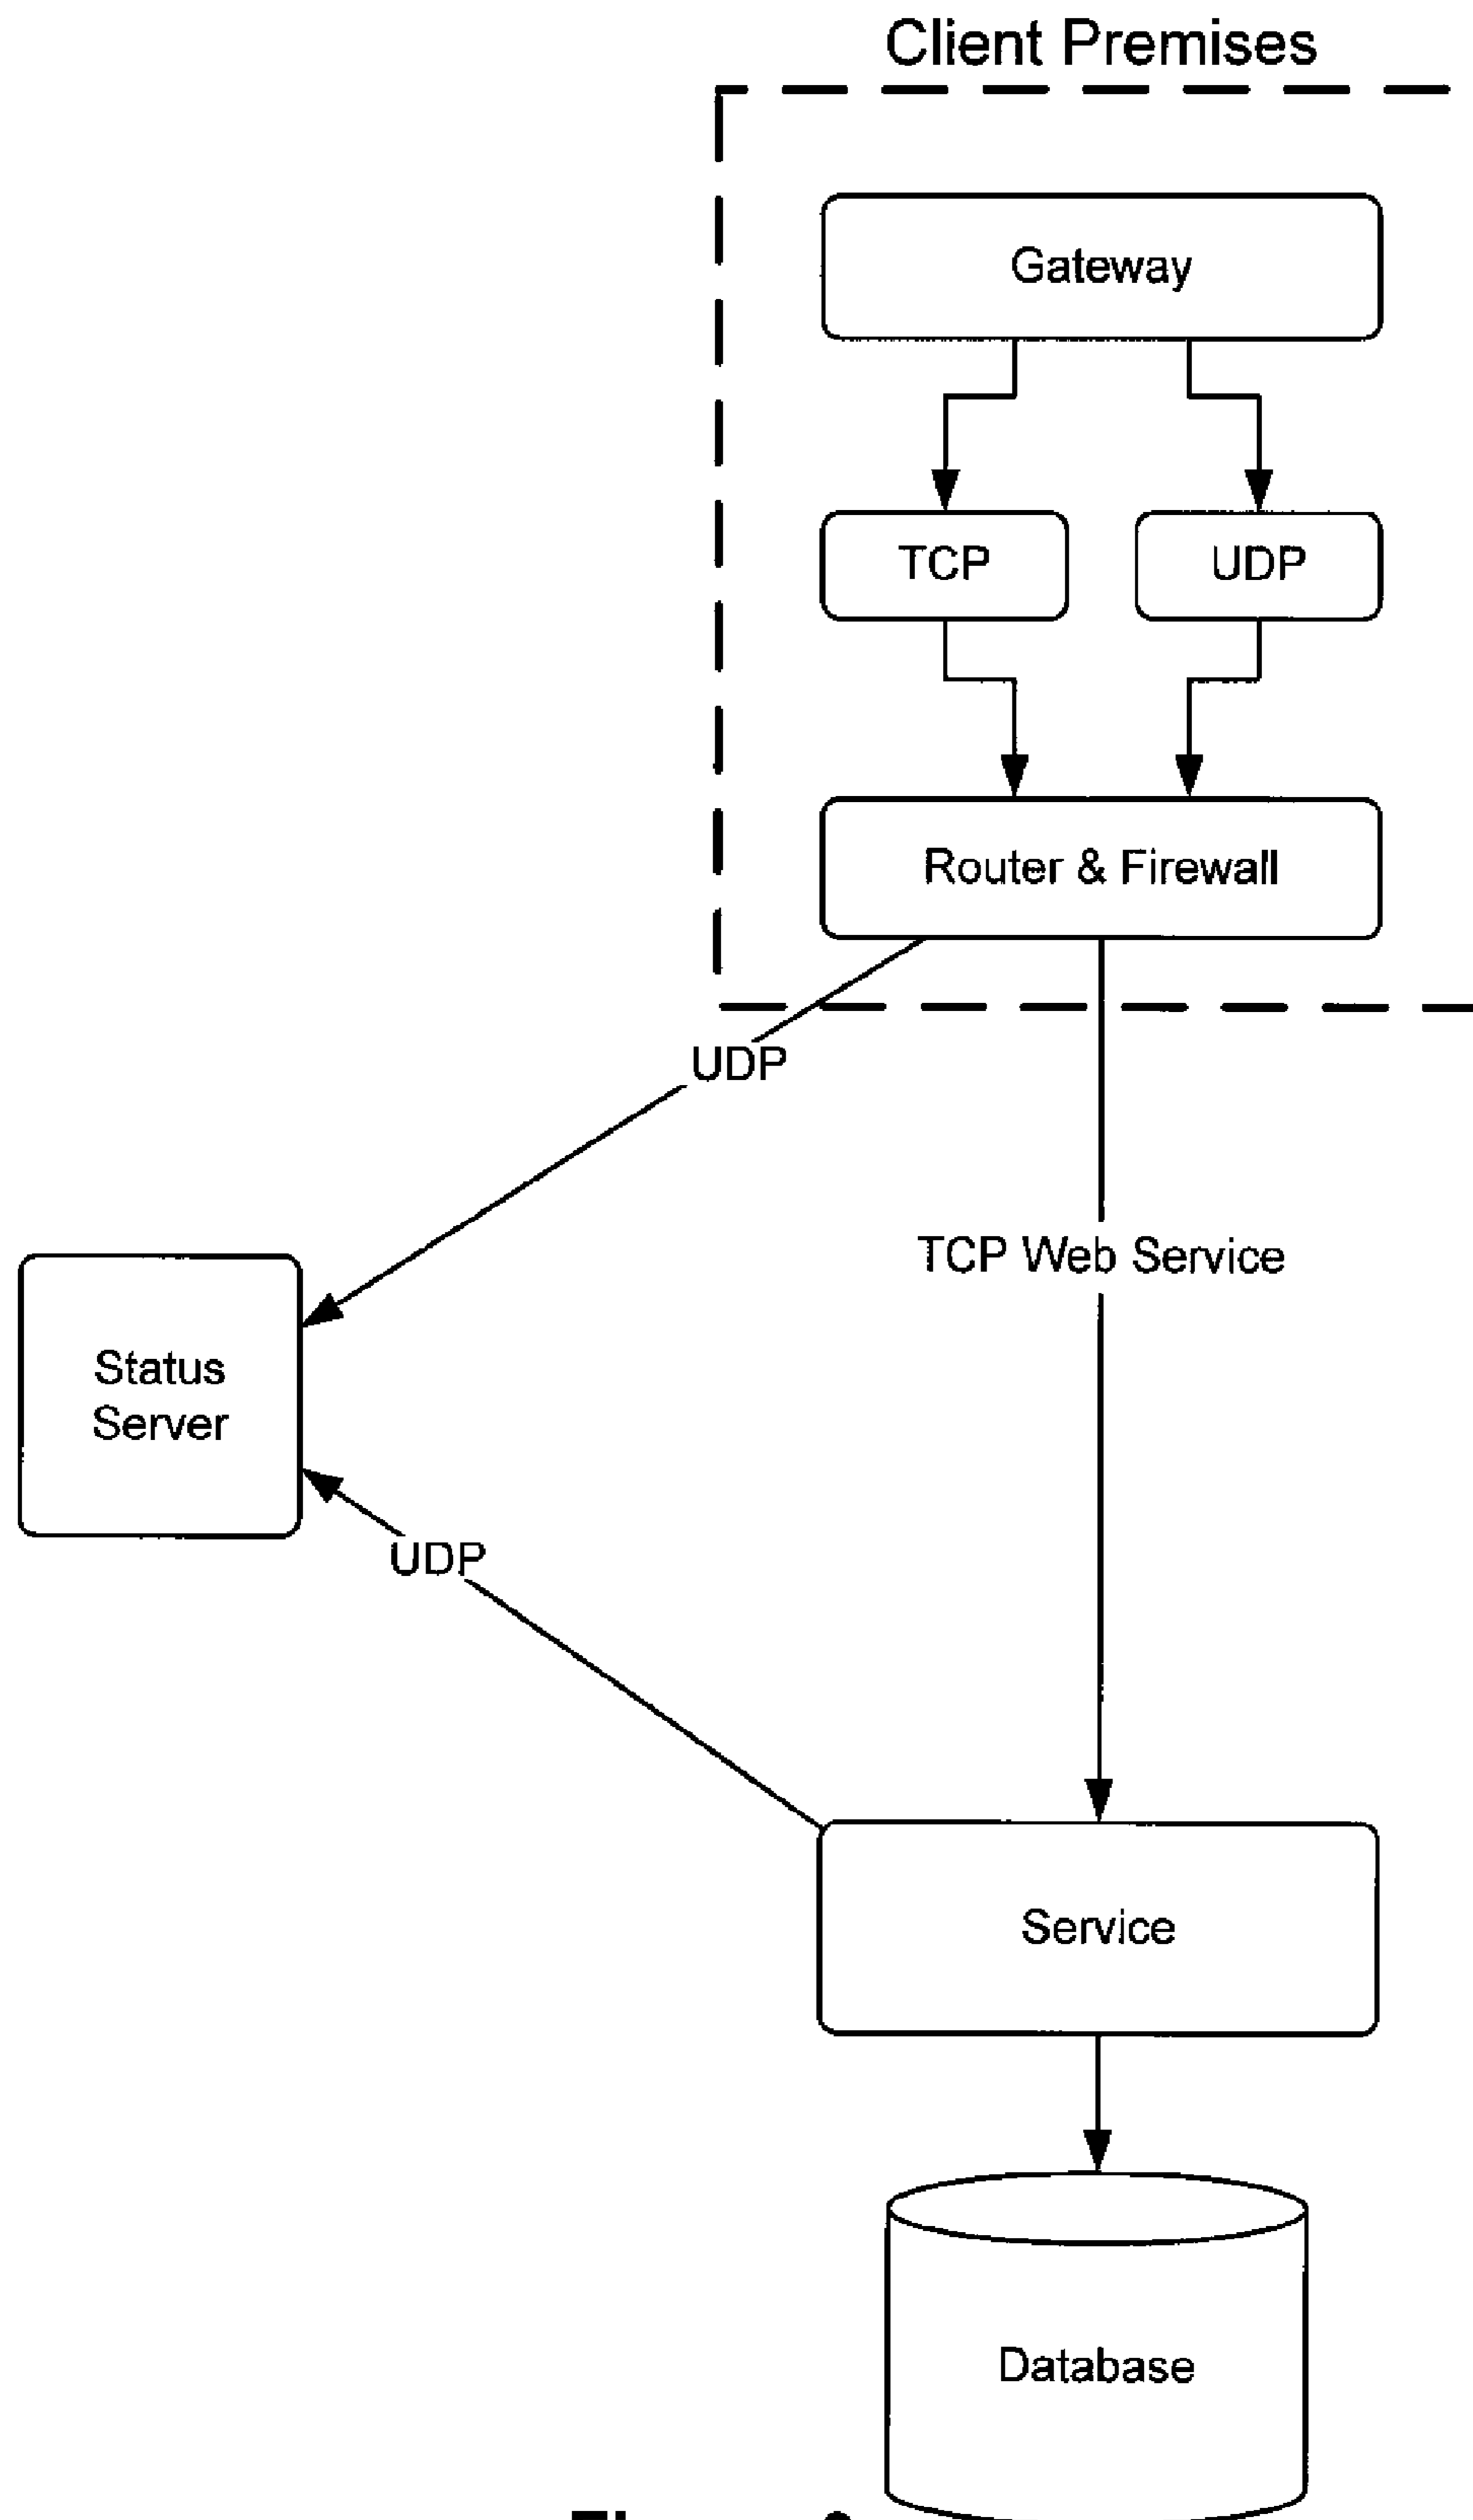 Client Premises
Gateway
TCP
UDP
Router & Firewall
UDP
TCP Web Service
Status
Server
UDP
Service
Database